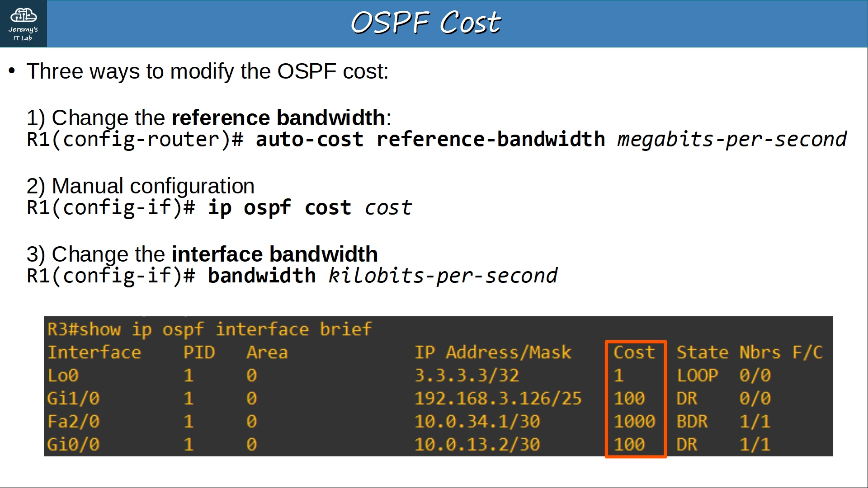 Jeremy's
IT Lab
OSPF Cost
• Three ways to modify the OSPF cost:
1) Change the reference bandwidth:
R1(config-router)# auto-cost reference-bandwidth megabits-per-second
2) Manual configuration
R1(config-if)# ip ospf cost cost
3) Change the interface bandwidth
R1(config-if)# bandwidth kilobits-per-second
R3#show ip ospf interface brief
Interface PID Area IP Address/Mask Cost State Nbrs F/C
Lo0 1 0 3.3.3.3/32 1 LOOP 0/0
Gi1/0 1 0 192.168.3.126/25 100 DR 0/0
Fa2/0 1 0 10.0.34.1/30 1000 BDR 1/1
Gi0/0 1 0 10.0.13.2/30 100 DR 1/1